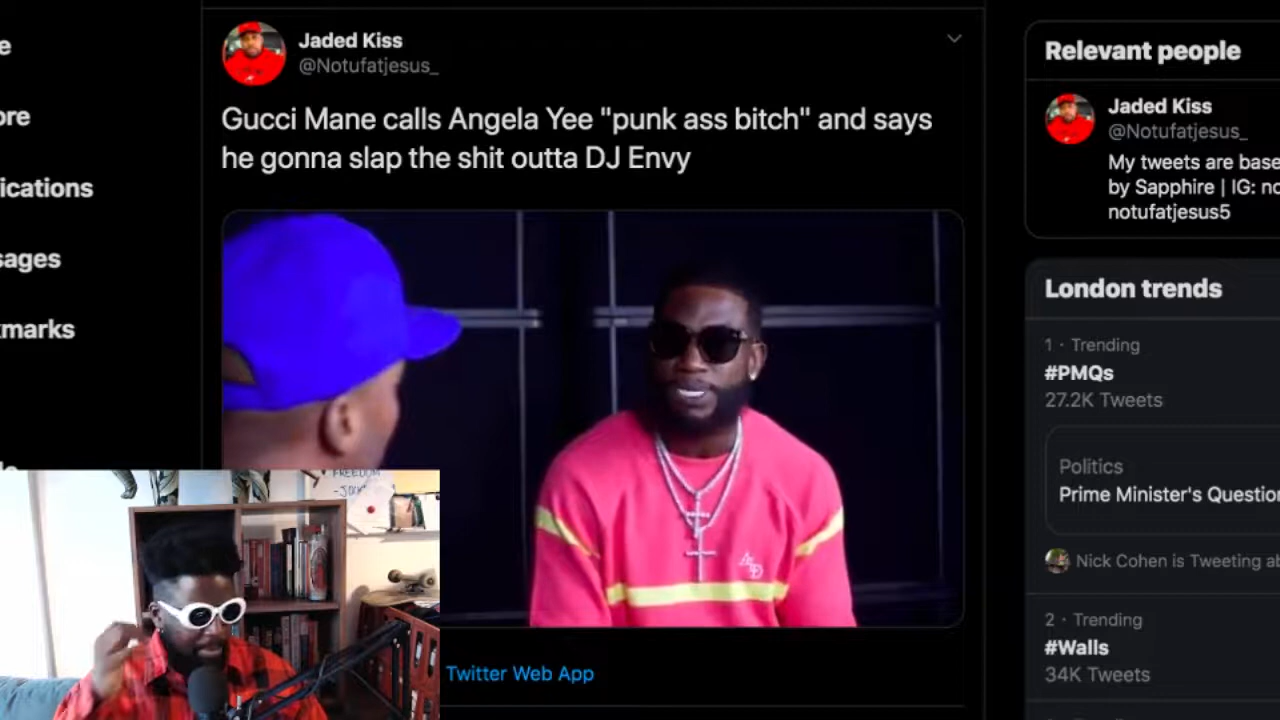 e
ore
ications
sages
kmarks
Jaded Kiss
@Notufatjesus_
Gucci Mane calls Angela Yee "punk ass bitch" and says
he gonna slap the shit outta DJ Envy
FREEDOM
Twitter Web App
Relevant people
Jaded Kiss
@Notufatjesus_
My tweets are base
by Sapphire | IG: no
notufatjesus5
London trends
1 · Trending
#PMQs
27.2K Tweets
Politics
Prime Minister's Question
Nick Cohen is Tweeting ab
2 · Trending
#Walls
34K Tweets